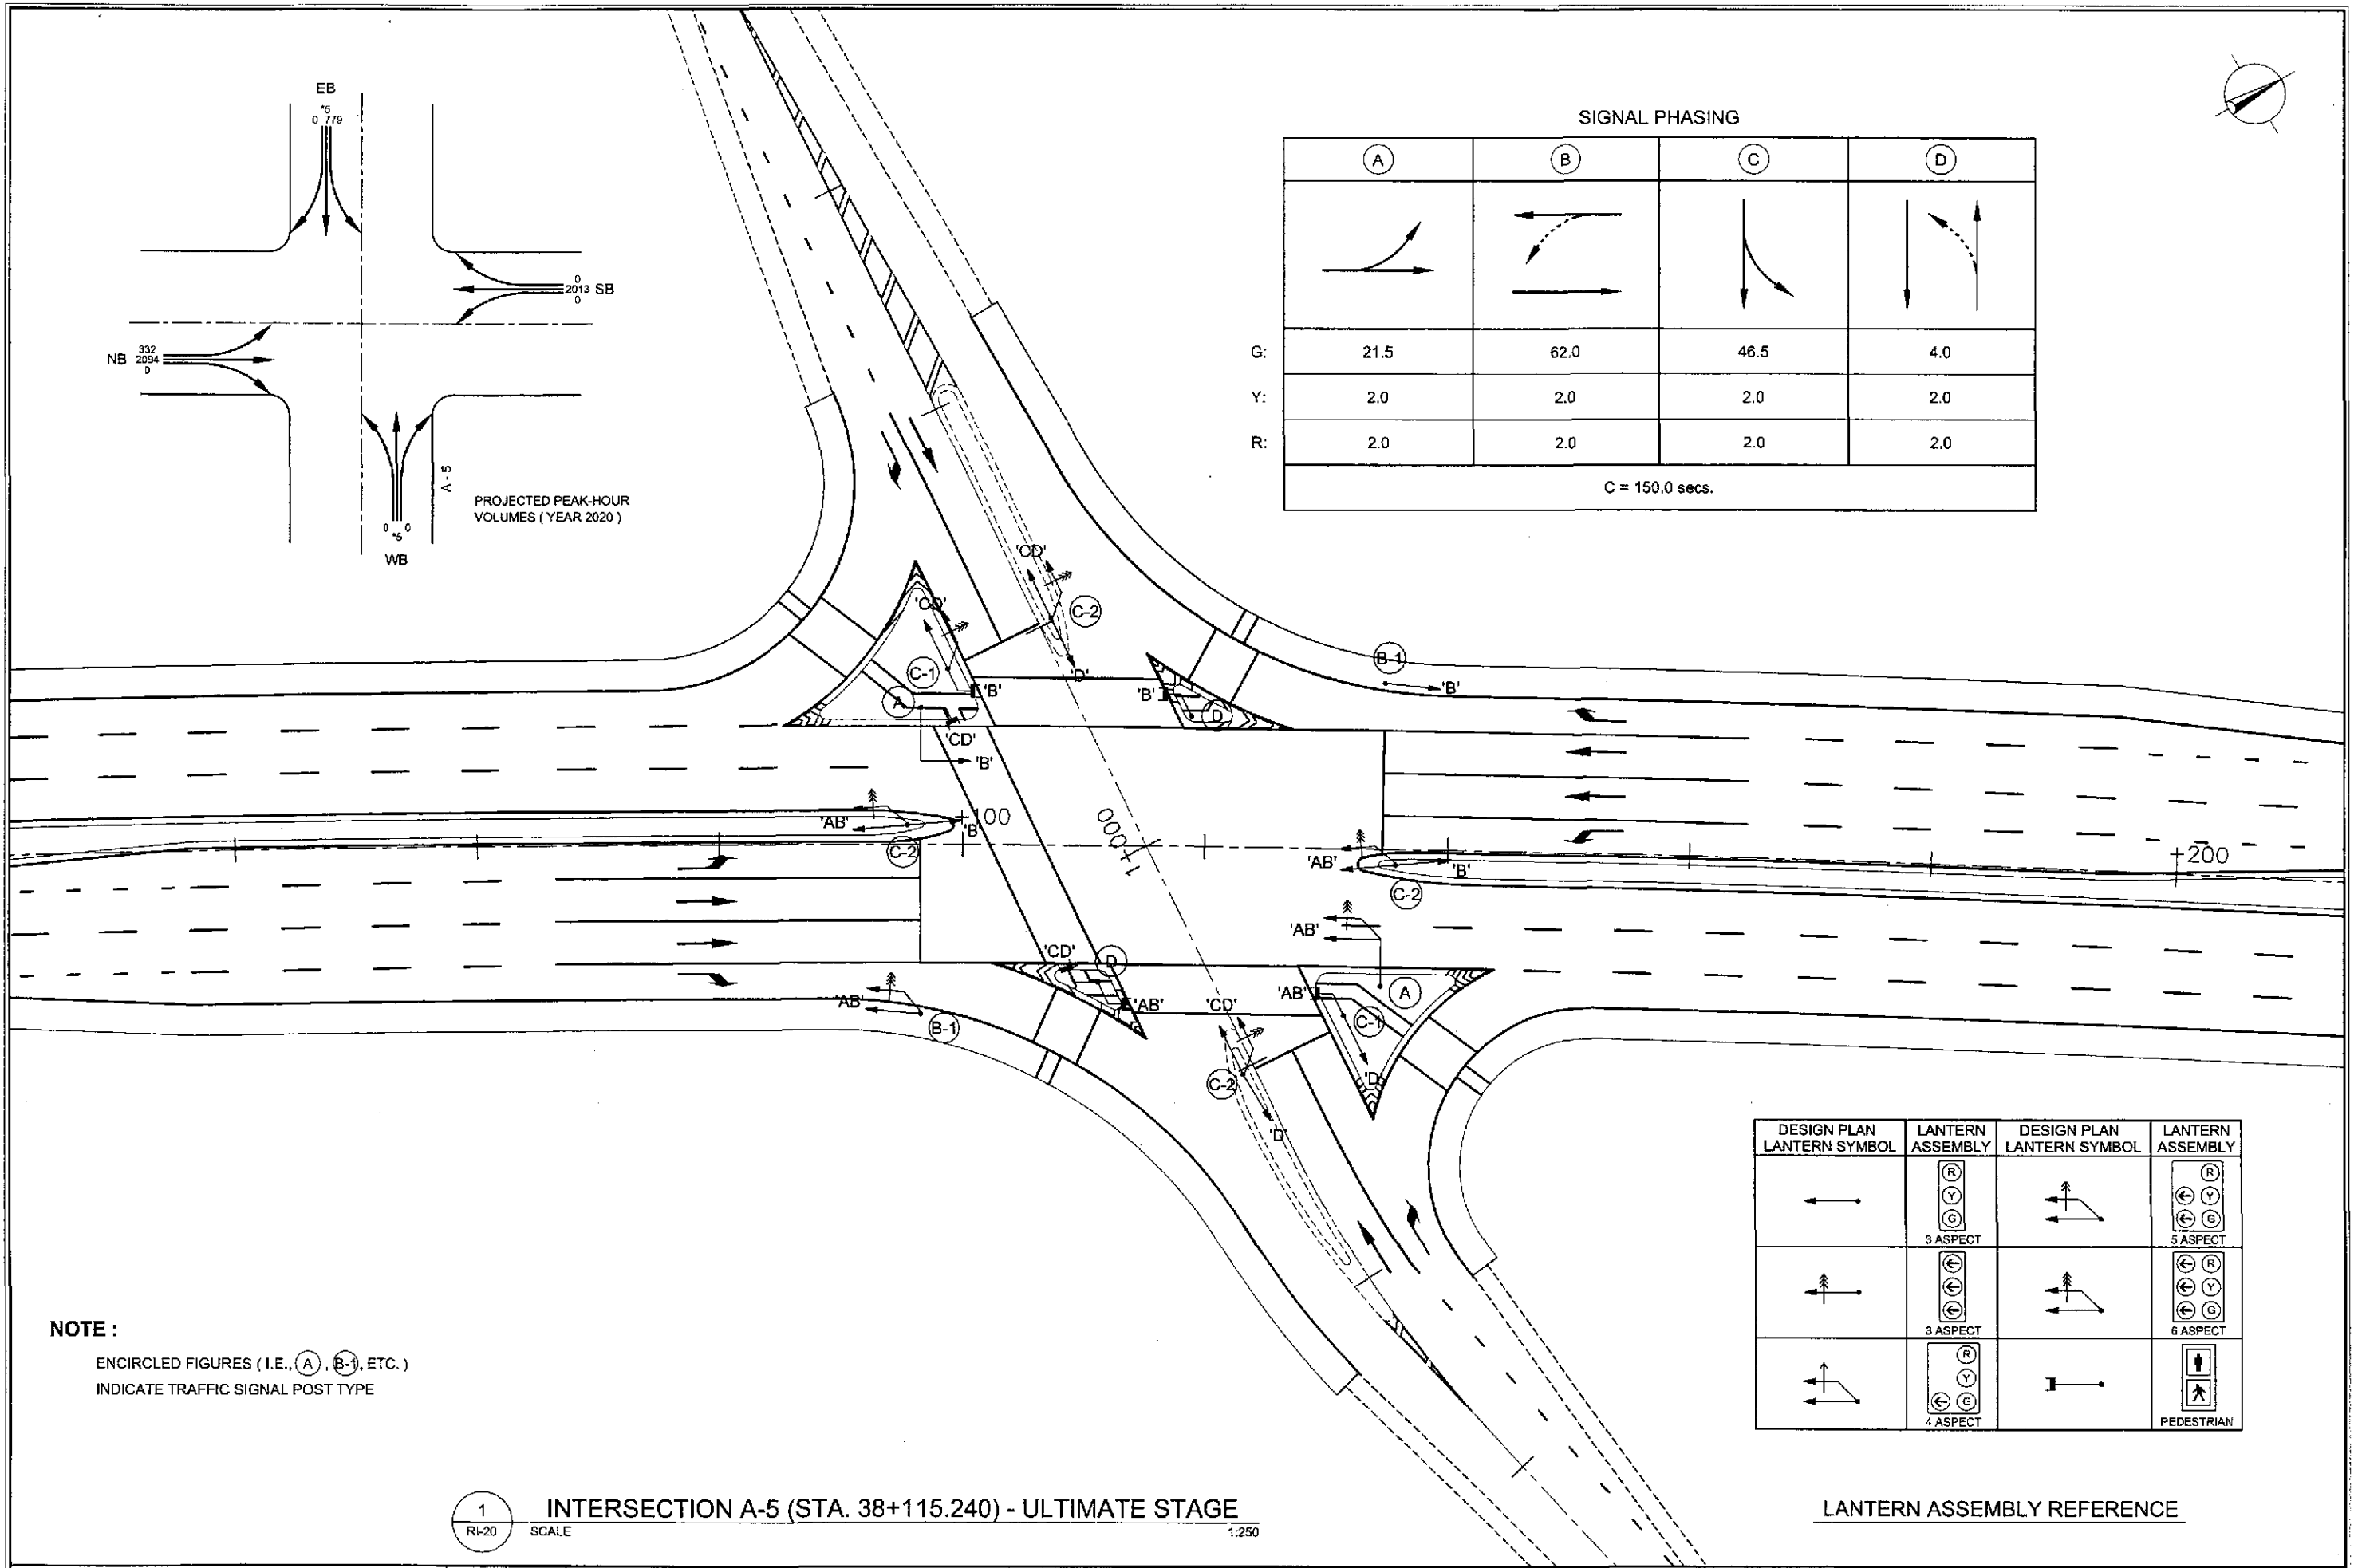 EB
*5
0 779
0
2013 SB
0
332
NB 2094
0
A-5
0 0
*5
WB
PROJECTED PEAK-HOUR
VOLUMES ( YEAR 2020 )
SIGNAL PHASING
A B C D
G: 21.5 62.0 46.5 4.0
Y: 2.0 2.0 2.0 2.0
R: 2.0 2.0 2.0 2.0
C = 150.0 secs.
'CD'
C-2
'CD'
C-1
'D'
'B'
'B'
D
A
'CD'
'B'
B-1
'B'
'AB'
'B'
+100
C-2
1+000
'AB'
'B'
C-2
+200
'AB'
'CD'
D
'AB'
'AB'
B-1
'CD'
C-2
'D'
'AB'
A
C-1
'D'
DESIGN PLAN
LANTERN SYMBOL
LANTERN
ASSEMBLY
DESIGN PLAN
LANTERN SYMBOL
LANTERN
ASSEMBLY
R
Y
G
3 ASPECT
R
Y
G
5 ASPECT
3 ASPECT
R
Y
G
6 ASPECT
R
Y
G
4 ASPECT
PEDESTRIAN
LANTERN ASSEMBLY REFERENCE
NOTE :
ENCIRCLED FIGURES ( I.E., A , B-1, ETC. )
INDICATE TRAFFIC SIGNAL POST TYPE
1
RI-20
INTERSECTION A-5 (STA. 38+115.240) - ULTIMATE STAGE
SCALE 1:250